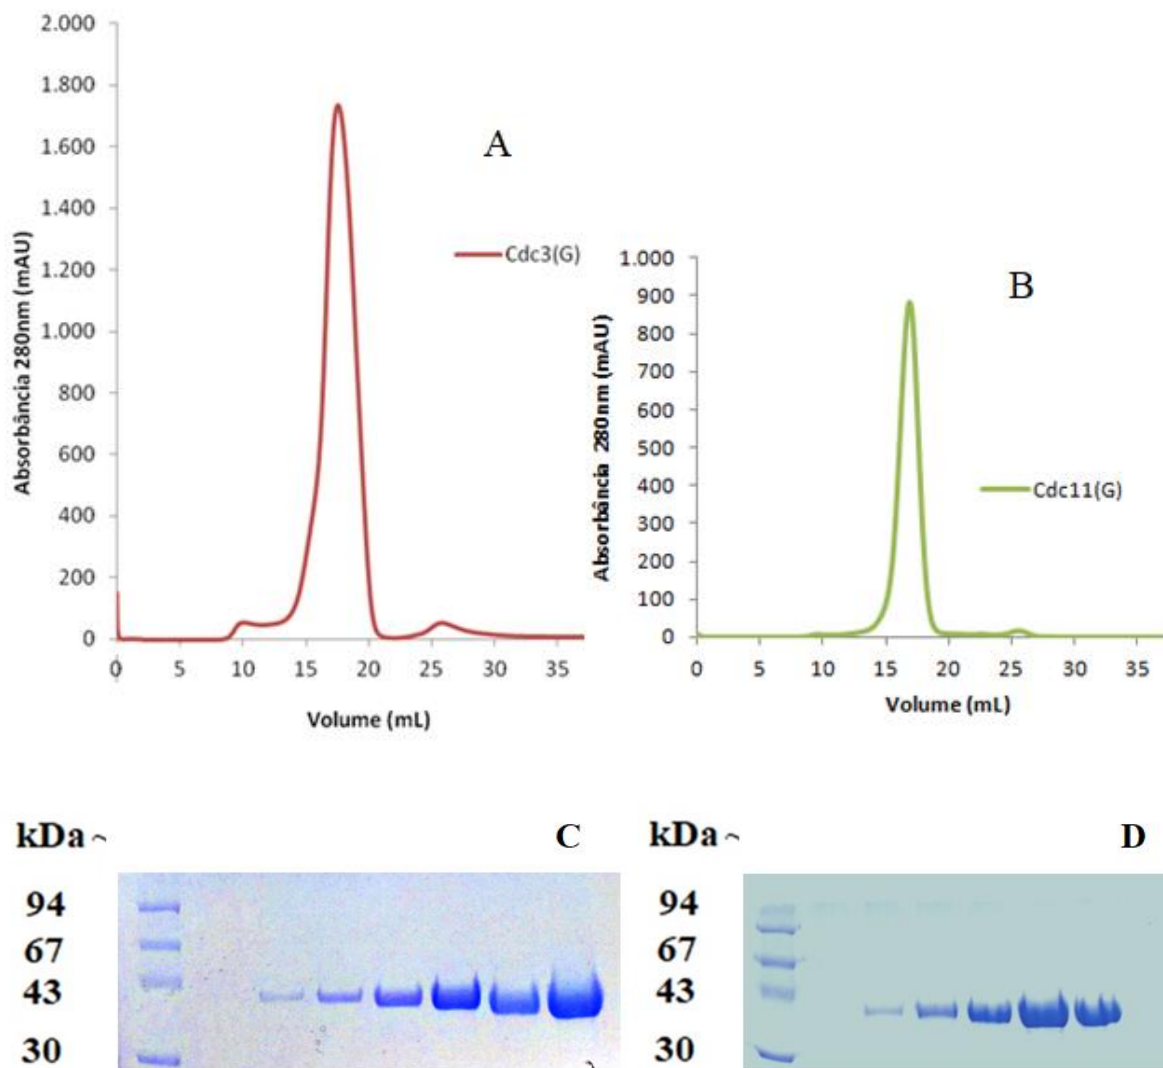 A
Absorbância 280nm (mAU)
2.000
1.800
1.600
1.400
1.200
1.000
800
600
400
200
0
0 5 10 15 20 25 30 35
Volume (mL)
Cdc3(G)
B
Absorbância 280nm (mAU)
1.000
900
800
700
600
500
400
300
200
100
0
0 5 10 15 20 25 30 35
Volume (mL)
Cdc11(G)
kDa
C
94
67
43
30
kDa
D
94
67
43
30